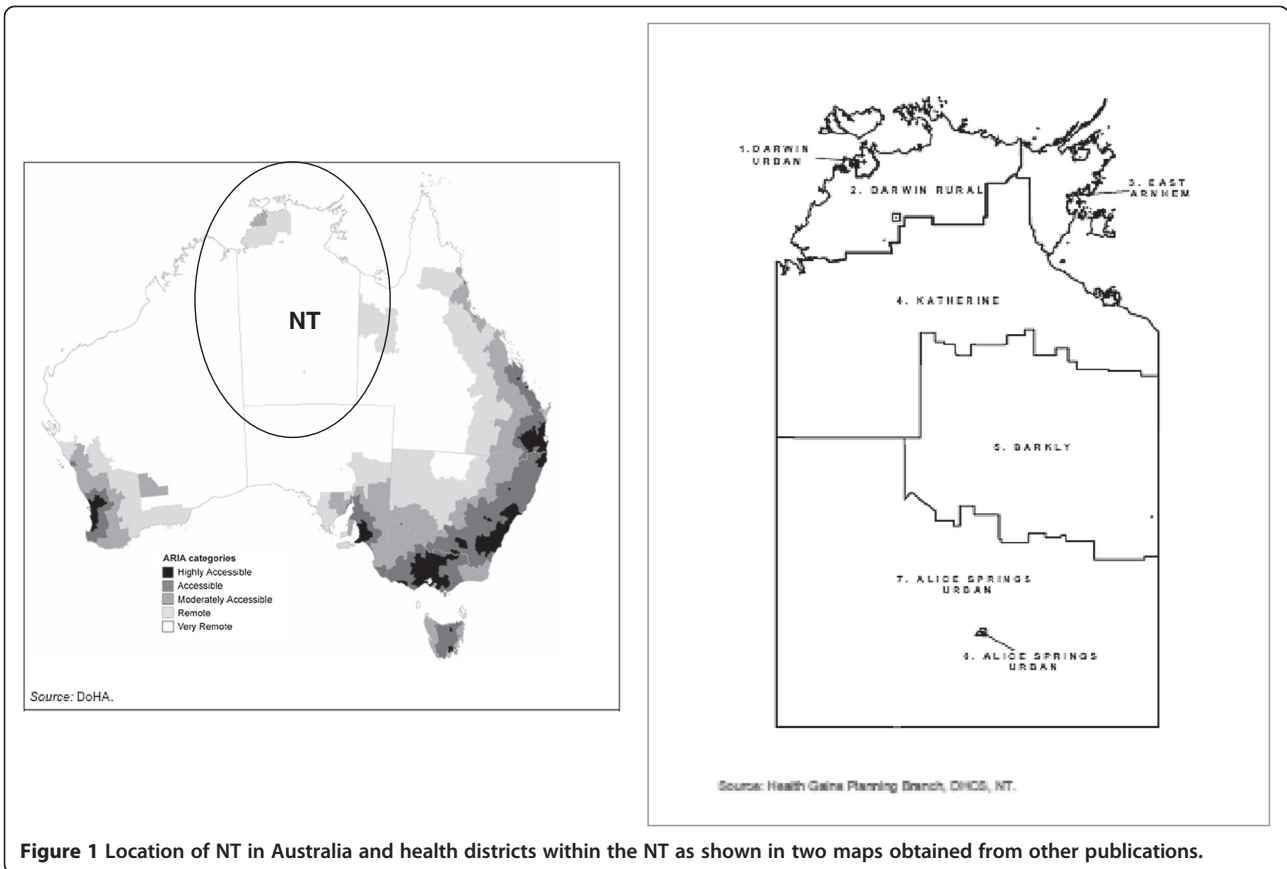 NT
ARIA categories
Highly Accessible
Accessible
Moderately Accessible
Remote
Very Remote
Source: DoHA.
1. DARWIN
URBAN
2. DARWIN RURAL
3. EAST
ARNHEM
4. KATHERINE
5. BARKLY
7. ALICE SPRINGS
URBAN
6. ALICE SPRINGS
URBAN
Source: Health Gains Planning Branch, DHCS, NT.
Figure 1 Location of NT in Australia and health districts within the NT as shown in two maps obtained from other publications.